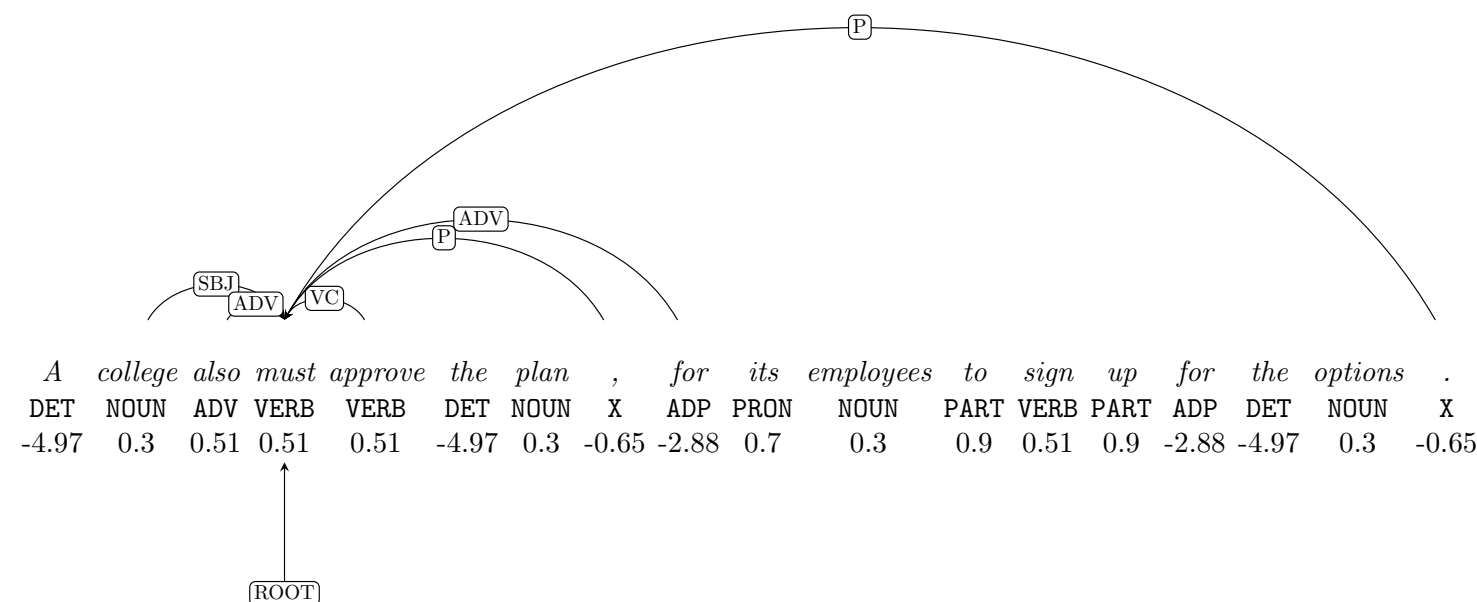 P
ADV
P
SBJ
ADV VC
A college also must approve the plan , for its employees to sign up for the options .
DET NOUN ADV VERB VERB DET NOUN X ADP PRON NOUN PART VERB PART ADP DET NOUN X
-4.97 0.3 0.51 0.51 0.51 -4.97 0.3 -0.65 -2.88 0.7 0.3 0.9 0.51 0.9 -2.88 -4.97 0.3 -0.65
ROOT